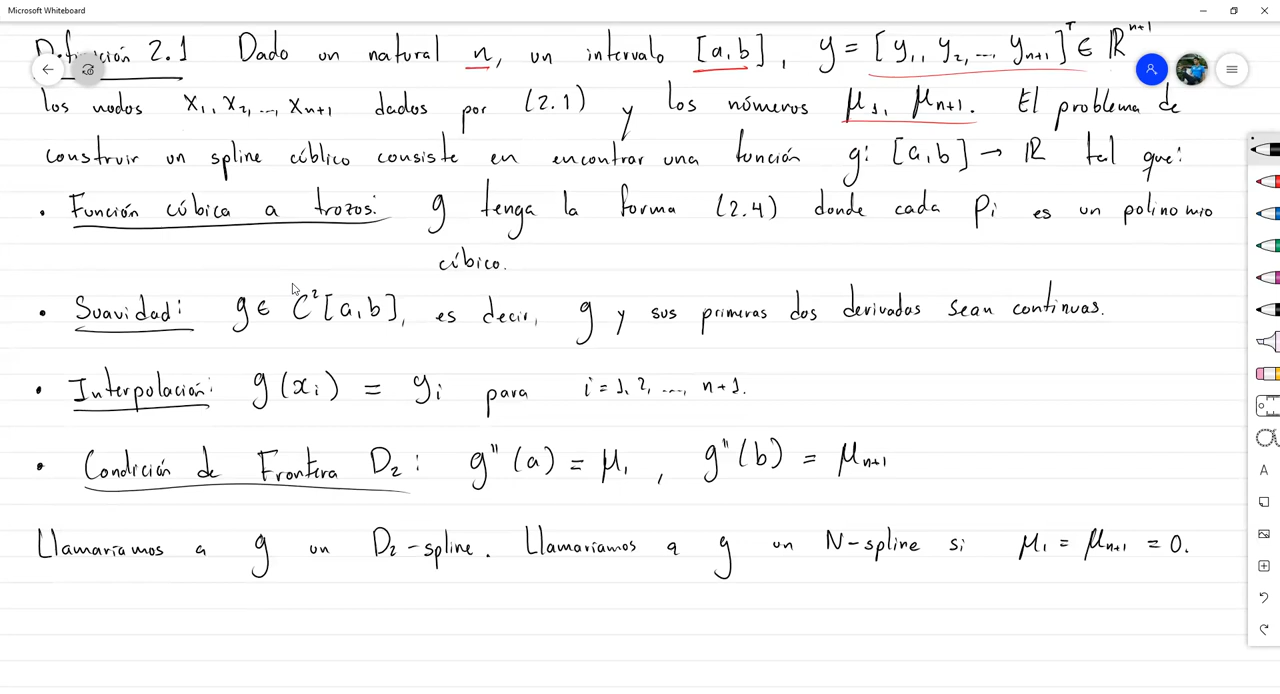 Microsoft Whiteboard
Definición 2.1 Dado un natural n, un intervalo [a,b], y = [y₁, y₂, ..., yₙ₊₁]ᵀ ∈ ℝⁿ⁺¹
los nodos x₁, x₂, ..., xₙ₊₁ dados por (2.1) y los números μ₁, μₙ₊₁. El problema de
construir un spline cúblico consiste en encontrar una función g: [a,b] → ℝ tal que:
• Función cúbica a trozos: g tenga la forma (2.4) donde cada pᵢ es un polinomio
cúbico.
• Suavidad: g ∈ C²[a,b], es decir, g y sus primeras dos derivadas sean continuas.
• Interpolación: g(xᵢ) = yᵢ para i = 1, 2, ..., n+1.
• Condición de Frontera D₂: g"(a) = μ₁, g"(b) = μₙ₊₁
Llamaríamos a g un D₂-spline. Llamaríamos a g un N-spline si μ₁ = μₙ₊₁ = 0.